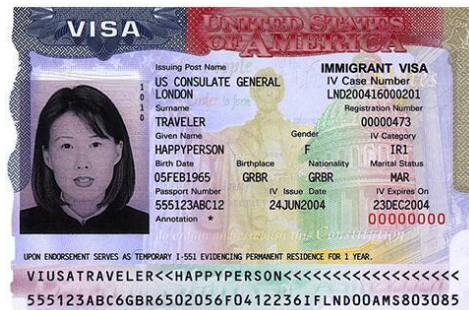 VISA
UNITED STATES
OF AMERICA
Issuing Post Name
IMMIGRANT VISA
US CONSULATE GENERAL
LONDON
IV Case Number
LND200416000201
Surname
Registration Number
TRAVELER
00000473
Given Name
Gender
IV Category
HAPPYPERSON
F
IR1
Birth Date
Birthplace
Nationality
Marital Status
05FEB1965
GRBR
GRBR
MAR
Passport Number
IV Issue Date
IV Expires On
555123ABC12
24JUN2004
23DEC2004
Annotation *
00000000
UPON ENDORSEMENT SERVES AS TEMPORARY I-551 EVIDENCING PERMANENT RESIDENCE FOR 1 YEAR.
VIUSATRAVELER<<HAPPYPERSON<<<<<<<<<<<<<<<<<<<
555123ABC6GBR6502056F0412236IFLND00AMS803085